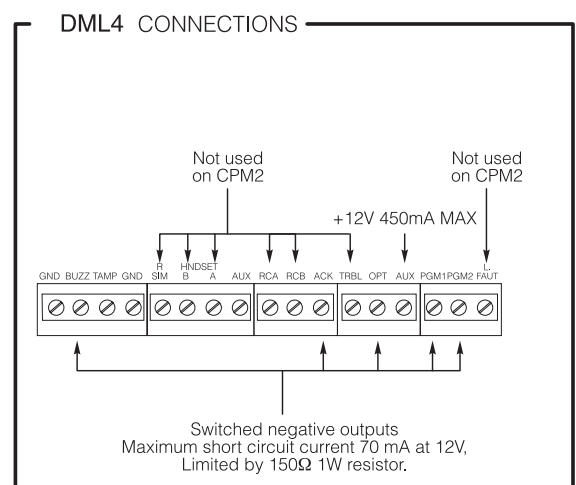 DML4 CONNECTIONS
Not used
on CPM2
Not used
on CPM2
+12V 450mA MAX
R HNDSET L.
GND BUZZ TAMP GND SIM B A AUX RCA RCB ACK TRBL OPT AUX PGM1 PGM2 FAUT
Switched negative outputs
Maximum short circuit current 70 mA at 12V,
Limited by 150Ω 1W resistor.